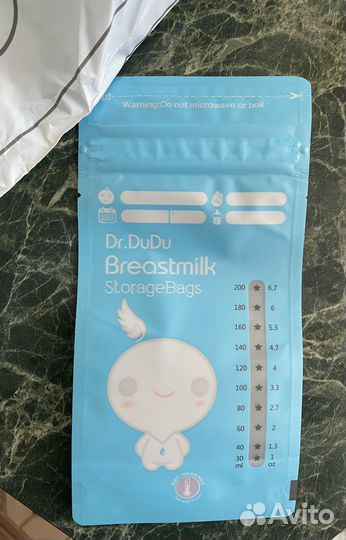 Warning:Do not microwave or boil
Dr.DuDu
Breastmilk
StorageBags
200 6.7
180 6
160 5.3
140 4.7
120 4
100 3.3
80 2.7
60 2
40 1.3
30 1
ml oz
Avito